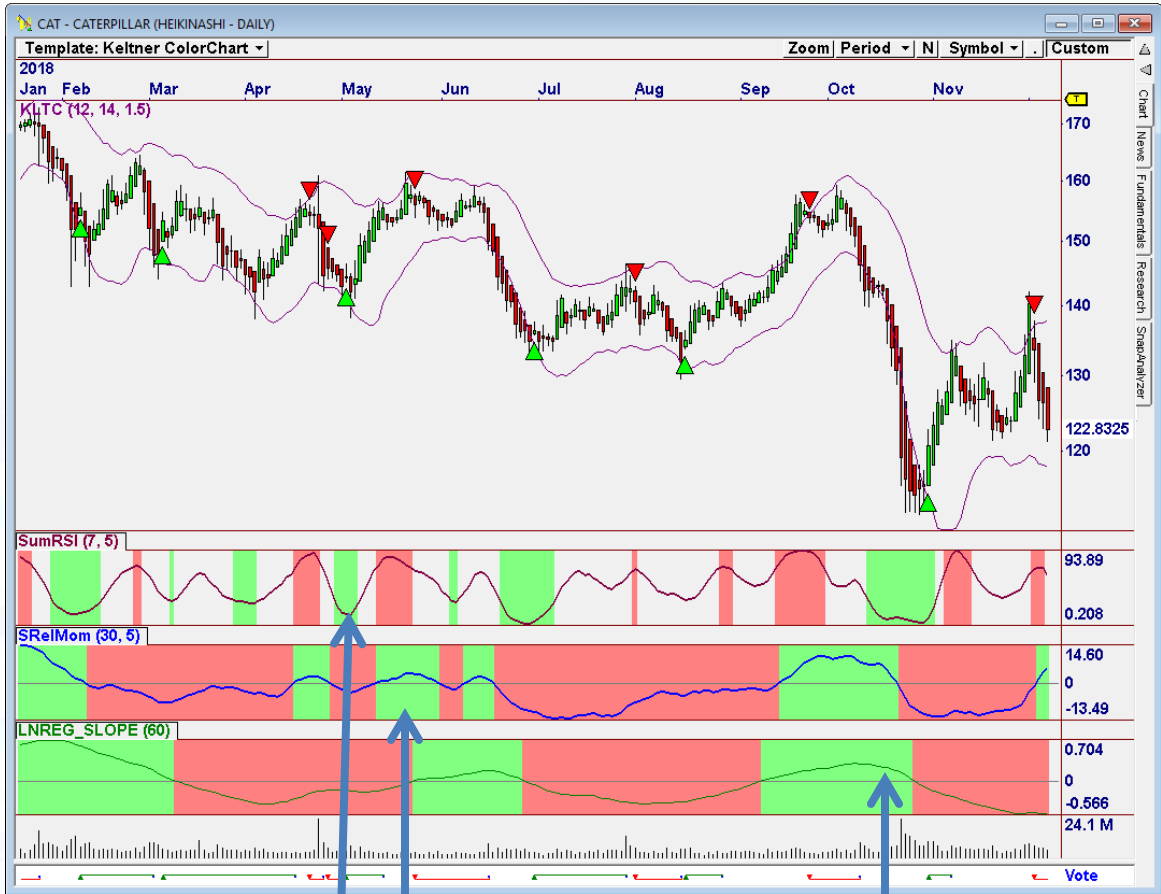 CAT - CATERPILLAR (HEIKINASHI - DAILY)
Template: Keltner ColorChart
Zoom Period N Symbol . Custom
2018
Jan Feb Mar Apr May Jun Jul Aug Sep Oct Nov
KLTC (12, 14, 1.5)
T
170
160
150
140
130
122.8325
120
Chart
News
Fundamentals
Research
SnapAnalyzer
SumRSI (7, 5)
93.89
0.208
SRelMom (30, 5)
14.60
0
-13.49
LNREG_SLOPE (60)
0.704
0
-0.566
24.1 M
Vote